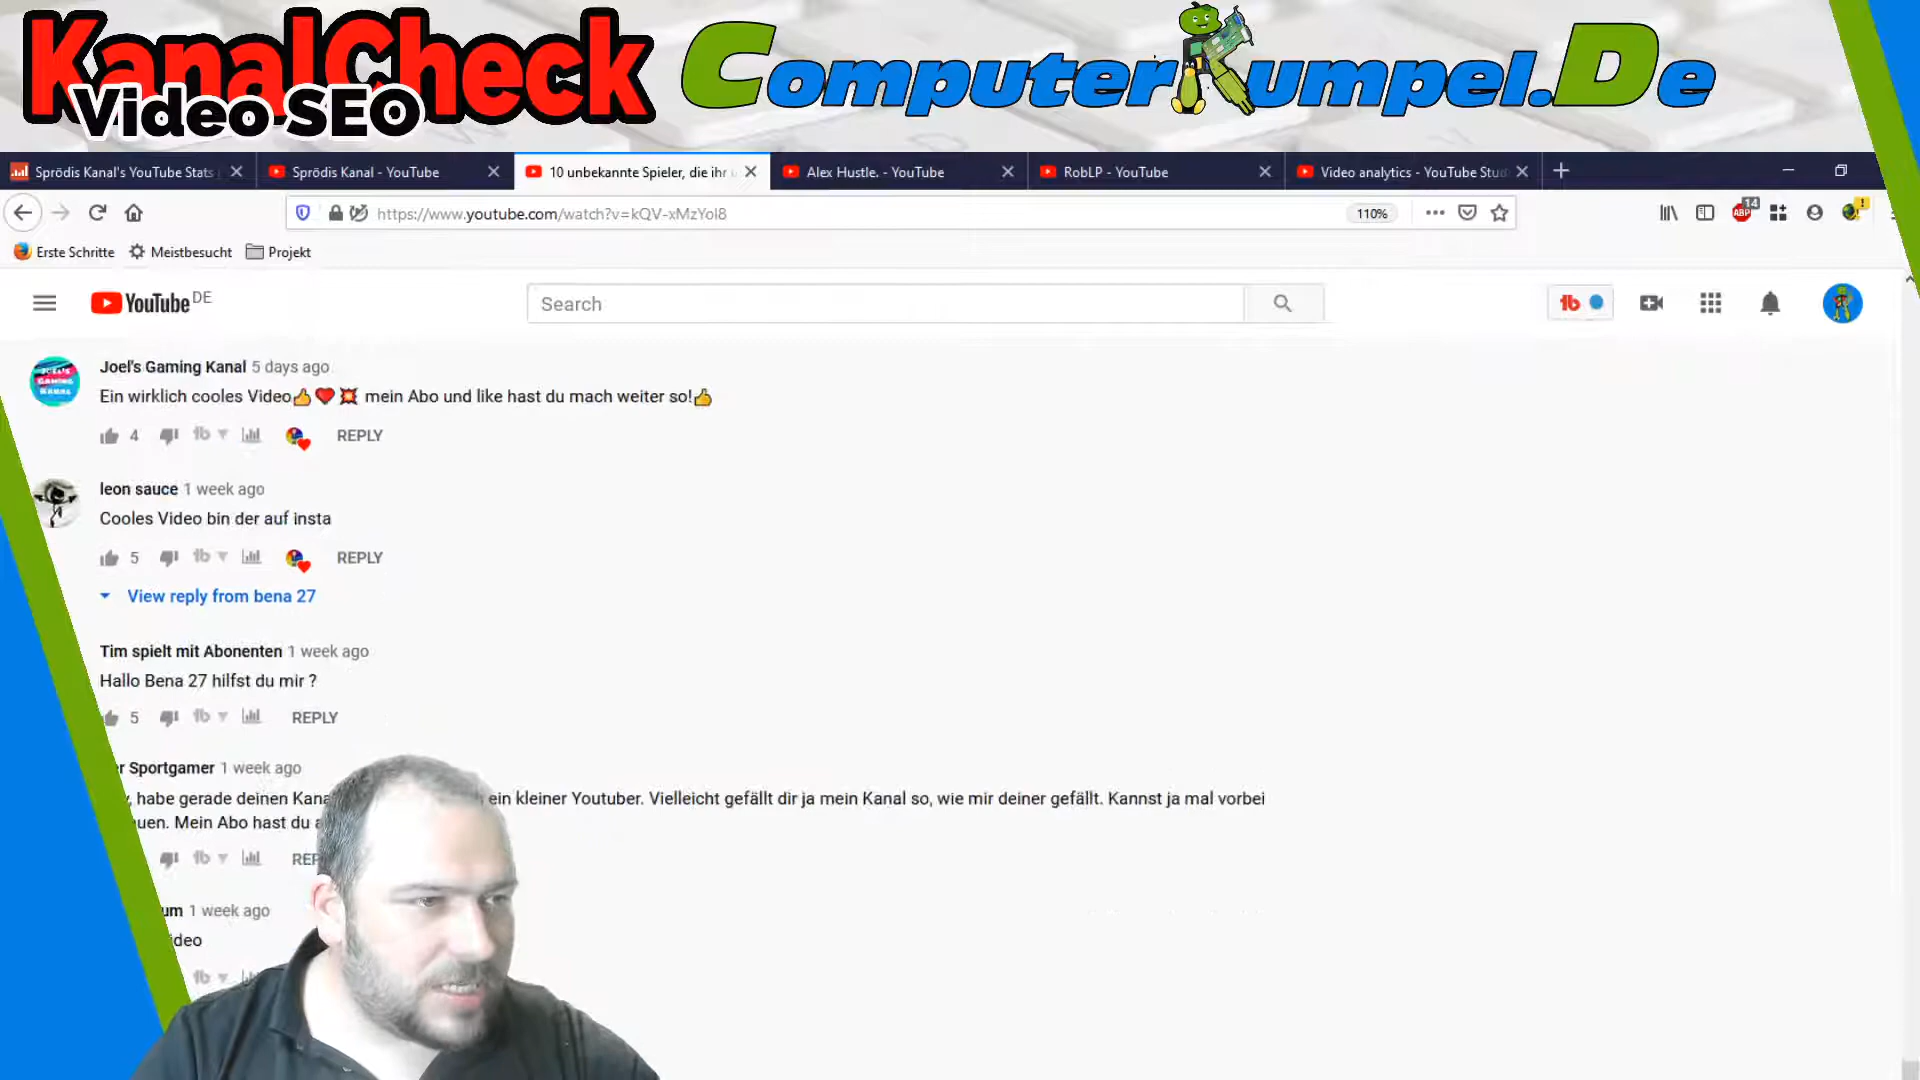 KanalCheck
Video SEO
ComputerKumpel.De
Sprödis Kanal's YouTube Stats
Sprödis Kanal - YouTube
10 unbekannte Spieler, die ihr
Alex Hustle. - YouTube
RobLP - YouTube
Video analytics - YouTube Stud
https://www.youtube.com/watch?v=kQV-xMzYoI8
110%
ABP
14
Erste Schritte
Meistbesucht
Projekt
YouTube DE
Search
tb
Joel's Gaming Kanal 5 days ago
Ein wirklich cooles Video👍❤💥 mein Abo und like hast du mach weiter so!👍
4
REPLY
leon sauce 1 week ago
Cooles Video bin der auf insta
5
REPLY
View reply from bena 27
Tim spielt mit Abonenten 1 week ago
Hallo Bena 27 hilfst du mir ?
5
REPLY
Sportgamer 1 week ago
habe gerade deinen ein kleiner Youtuber. Vielleicht gefällt dir ja mein Kanal so, wie mir deiner gefällt. Kannst ja mal vorbei
Mein Abo hast du
1 week ago